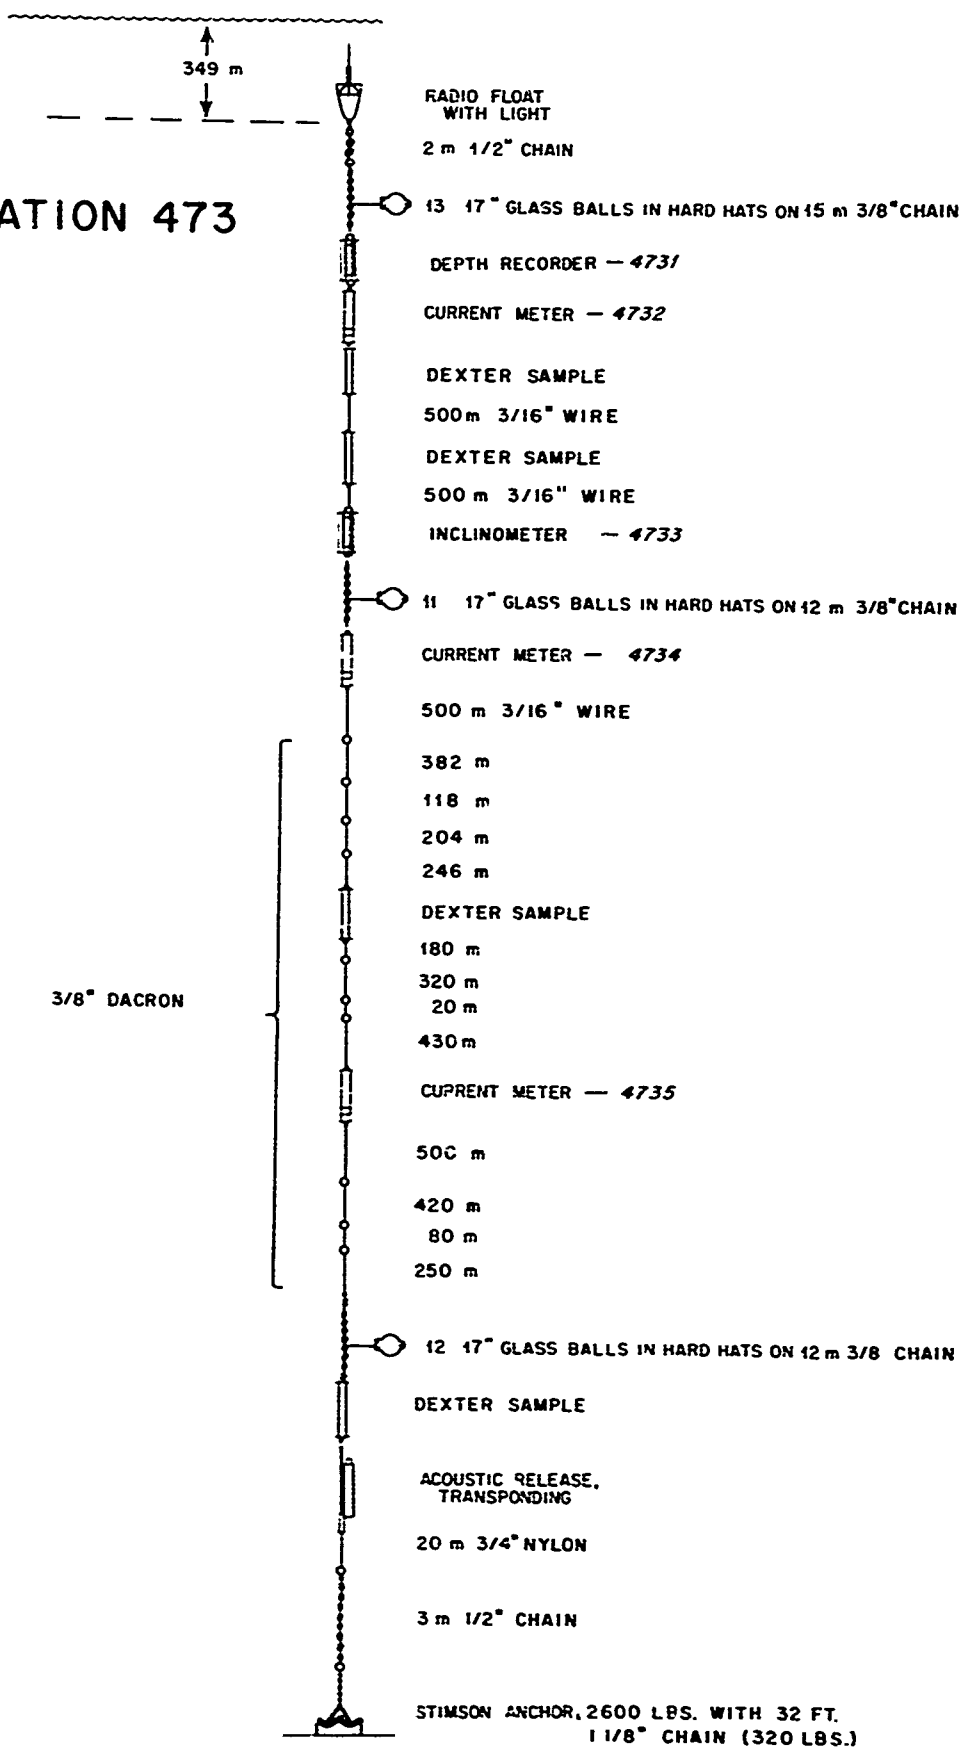 349 m
RADIO FLOAT
WITH LIGHT
2 m 1/2" CHAIN
ATION 473
13 17" GLASS BALLS IN HARD HATS ON 15 m 3/8" CHAIN
DEPTH RECORDER — 4731
CURRENT METER — 4732
DEXTER SAMPLE
500 m 3/16" WIRE
DEXTER SAMPLE
500 m 3/16" WIRE
INCLINOMETER — 4733
11 17" GLASS BALLS IN HARD HATS ON 12 m 3/8" CHAIN
CURRENT METER — 4734
500 m 3/16" WIRE
382 m
118 m
204 m
246 m
DEXTER SAMPLE
180 m
320 m
3/8" DACRON
20 m
430 m
CURRENT METER — 4735
500 m
420 m
80 m
250 m
12 17" GLASS BALLS IN HARD HATS ON 12 m 3/8 CHAIN
DEXTER SAMPLE
ACOUSTIC RELEASE,
TRANSPONDING
20 m 3/4" NYLON
3 m 1/2" CHAIN
STIMSON ANCHOR, 2600 LBS. WITH 32 FT.
1 1/8" CHAIN (320 LBS.)